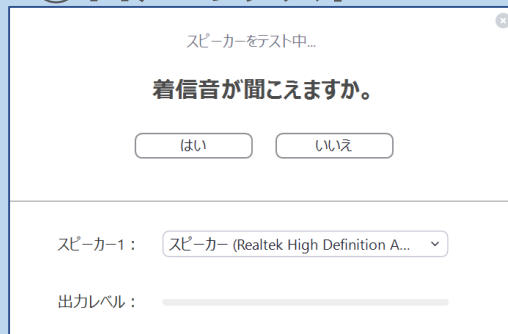 スピーカーをテスト中...
着信音が聞こえますか。
はい
いいえ
スピーカー1：
スピーカー (Realtek High Definition A...
出力レベル：